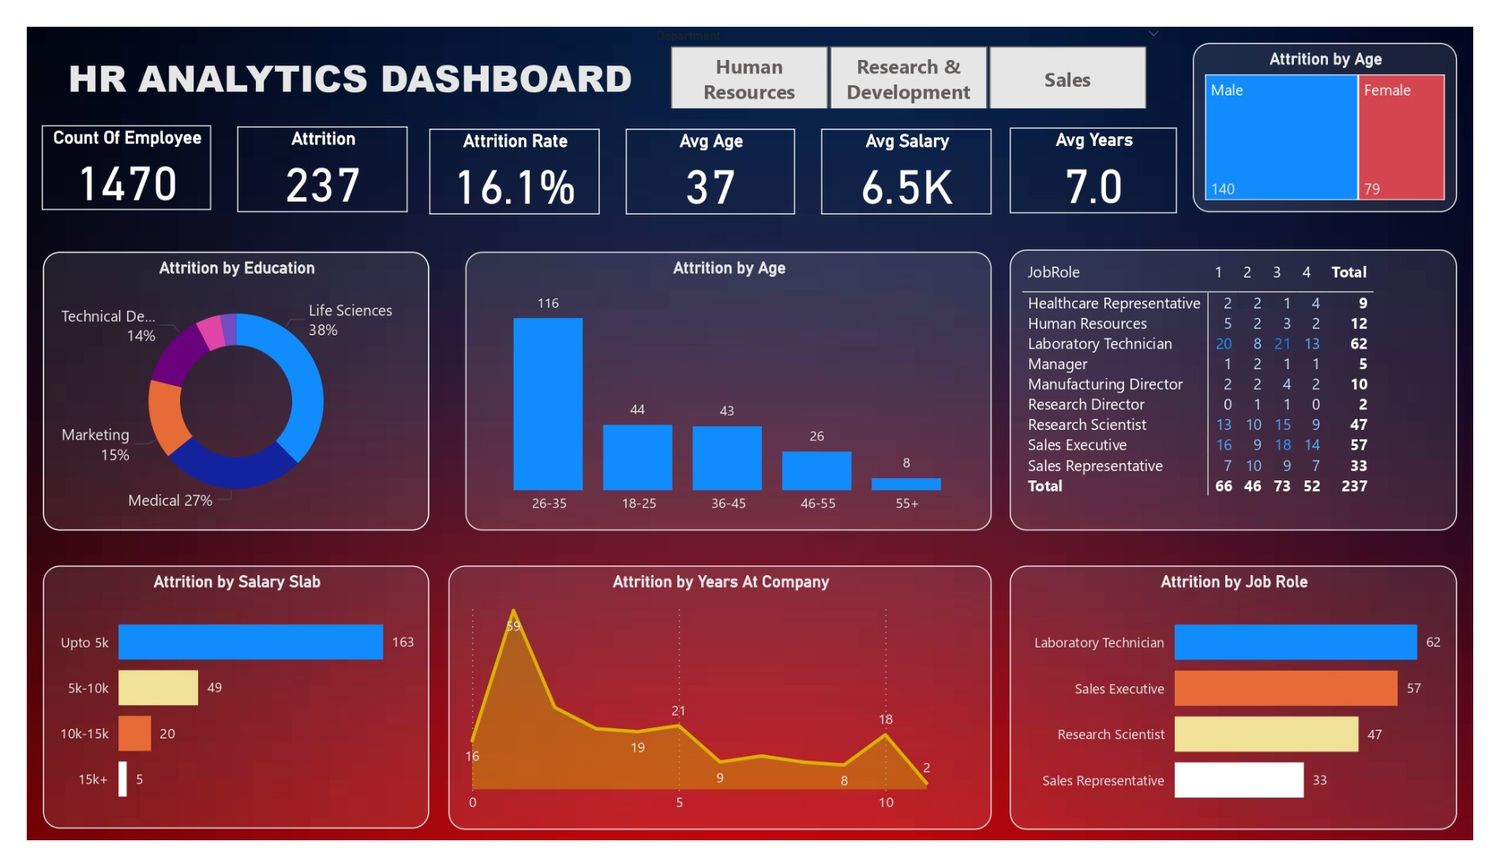 Department
HR ANALYTICS DASHBOARD
Human
Resources
Research &
Development
Sales
Count Of Employee
1470
Attrition
237
Attrition Rate
16.1%
Avg Age
37
Avg Salary
6.5K
Avg Years
7.0
Attrition by Age
Male
140
Female
79
Attrition by Education
Life Sciences
38%
Technical De...
14%
Marketing
15%
Medical 27%
Attrition by Age
116
44
43
26
8
26-35 18-25 36-45 46-55 55+
JobRole 1 2 3 4 Total
Healthcare Representative 2 2 1 4 9
Human Resources 5 2 3 2 12
Laboratory Technician 20 8 21 13 62
Manager 1 2 1 1 5
Manufacturing Director 2 2 4 2 10
Research Director 0 1 1 0 2
Research Scientist 13 10 15 9 47
Sales Executive 16 9 18 14 57
Sales Representative 7 10 9 7 33
Total 66 46 73 52 237
Attrition by Salary Slab
Upto 5k 163
5k-10k 49
10k-15k 20
15k+ 5
Attrition by Years At Company
59
16
19
21
9
8
18
2
0 5 10
Attrition by Job Role
Laboratory Technician 62
Sales Executive 57
Research Scientist 47
Sales Representative 33